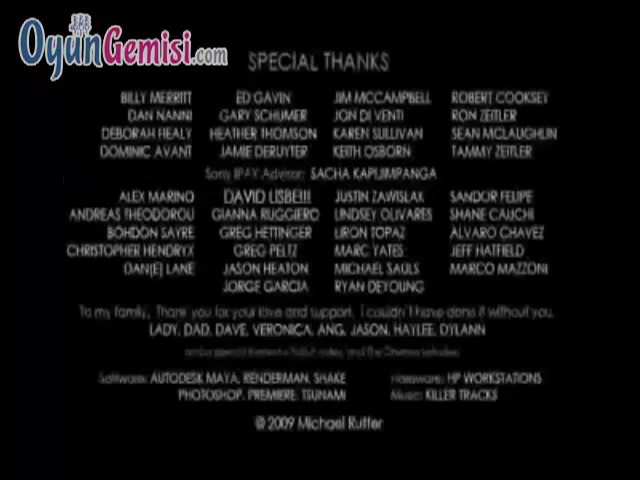 OyunGemisi.com
SPECIAL THANKS
BILLY MERRITT ED GAVIN JIM MCCAMPBELL ROBERT COOKSEY
DAN NANNI GARY SCHUMER JON DI VENTI RON ZEITLER
DEBORAH HEALY HEATHER THOMSON KAREN SULLIVAN SEAN MCLAUGHLIN
DOMINIC AVANT JAMIE DERUYTER KEITH OSBORN TAMMY ZEITLER
Sony IPAX Advisor: SACHA KAPIJIMPANGA
ALEX MARINO DAVID LISBE!!! JUSTIN ZAWISLAK SANDOR FELIPE
ANDREAS THEODOROU GIANNA RUGGIERO LINDSEY OLIVARES SHANE CAUCHI
BOHDON SAYRE GREG HETTINGER LIRON TOPAZ ALVARO CHAVEZ
CHRISTOPHER HENDRYX GREG PELTZ MARC YATES JEFF HATFIELD
DAN(E) LANE JASON HEATON MICHAEL SAULS MARCO MAZZONI
JORGE GARCIA RYAN DEYOUNG
To my family, Thank you for your love and support, I couldn't have done it without you.
LADY, DAD, DAVE, VERONICA, ANG, JASON, HAYLEE, DYLANN
Software: AUTODESK MAYA, RENDERMAN, SHAKE Hardware: HP WORKSTATIONS
PHOTOSHOP, PREMIERE, TSUNAMI Music: KILLER TRACKS
© 2009 Michael Rutter